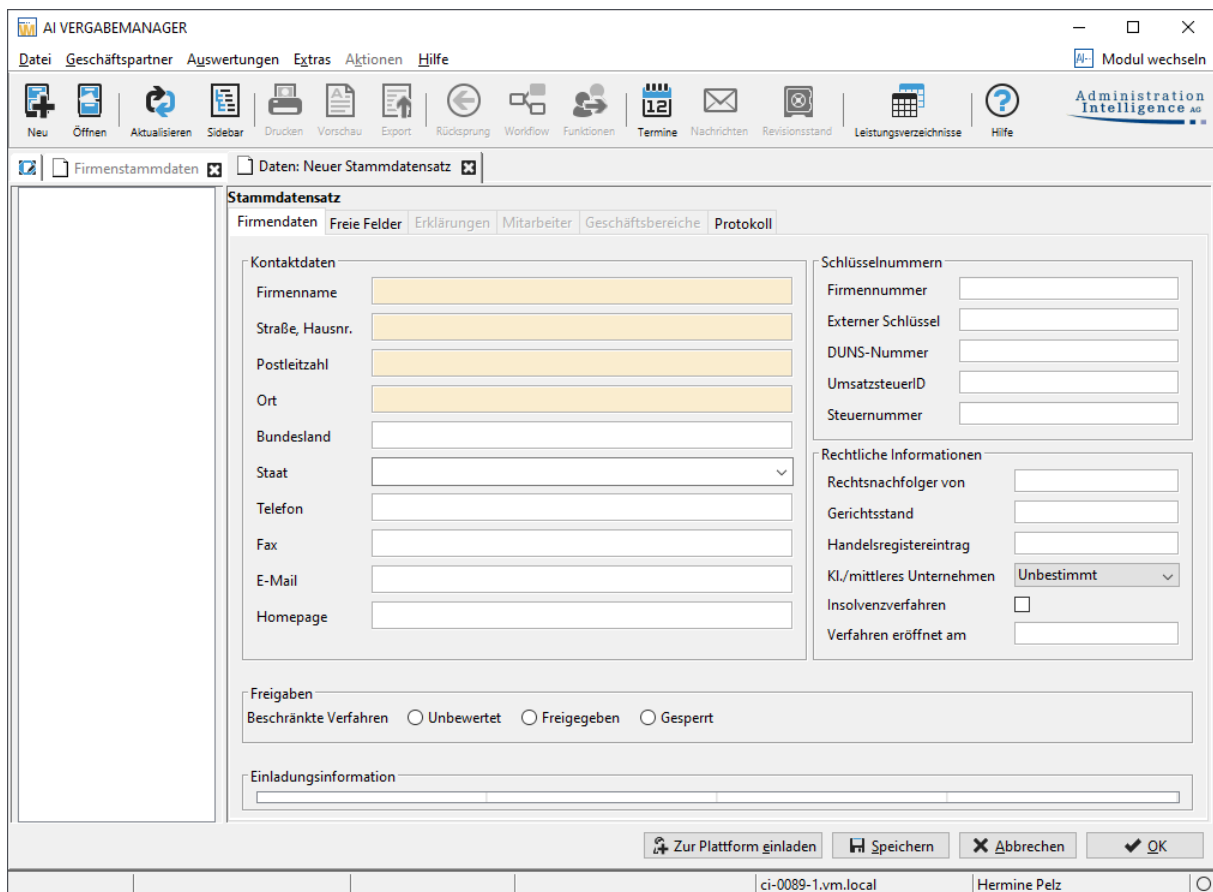 AI VERGABEMANAGER
Datei Geschäftspartner Auswertungen Extras Aktionen Hilfe
AI-- Modul wechseln
12
Administration
Intelligence AG
Neu Öffnen Aktualisieren Sidebar Drucken Vorschau Export Rücksprung Workflow Funktionen Termine Nachrichten Revisionsstand Leistungsverzeichnisse Hilfe
Firmenstammdaten Daten: Neuer Stammdatensatz
Stammdatensatz
Firmendaten Freie Felder Erklärungen Mitarbeiter Geschäftsbereiche Protokoll
Kontaktdaten
Firmenname
Straße, Hausnr.
Postleitzahl
Ort
Bundesland
Staat
Telefon
Fax
E-Mail
Homepage
Schlüsselnummern
Firmennummer
Externer Schlüssel
DUNS-Nummer
UmsatzsteuerID
Steuernummer
Rechtliche Informationen
Rechtsnachfolger von
Gerichtsstand
Handelsregistereintrag
Kl./mittleres Unternehmen Unbestimmt
Insolvenzverfahren
Verfahren eröffnet am
Freigaben
Beschränkte Verfahren Unbewertet Freigegeben Gesperrt
Einladungsinformation
Zur Plattform einladen Speichern Abbrechen OK
ci-0089-1.vm.local Hermine Pelz